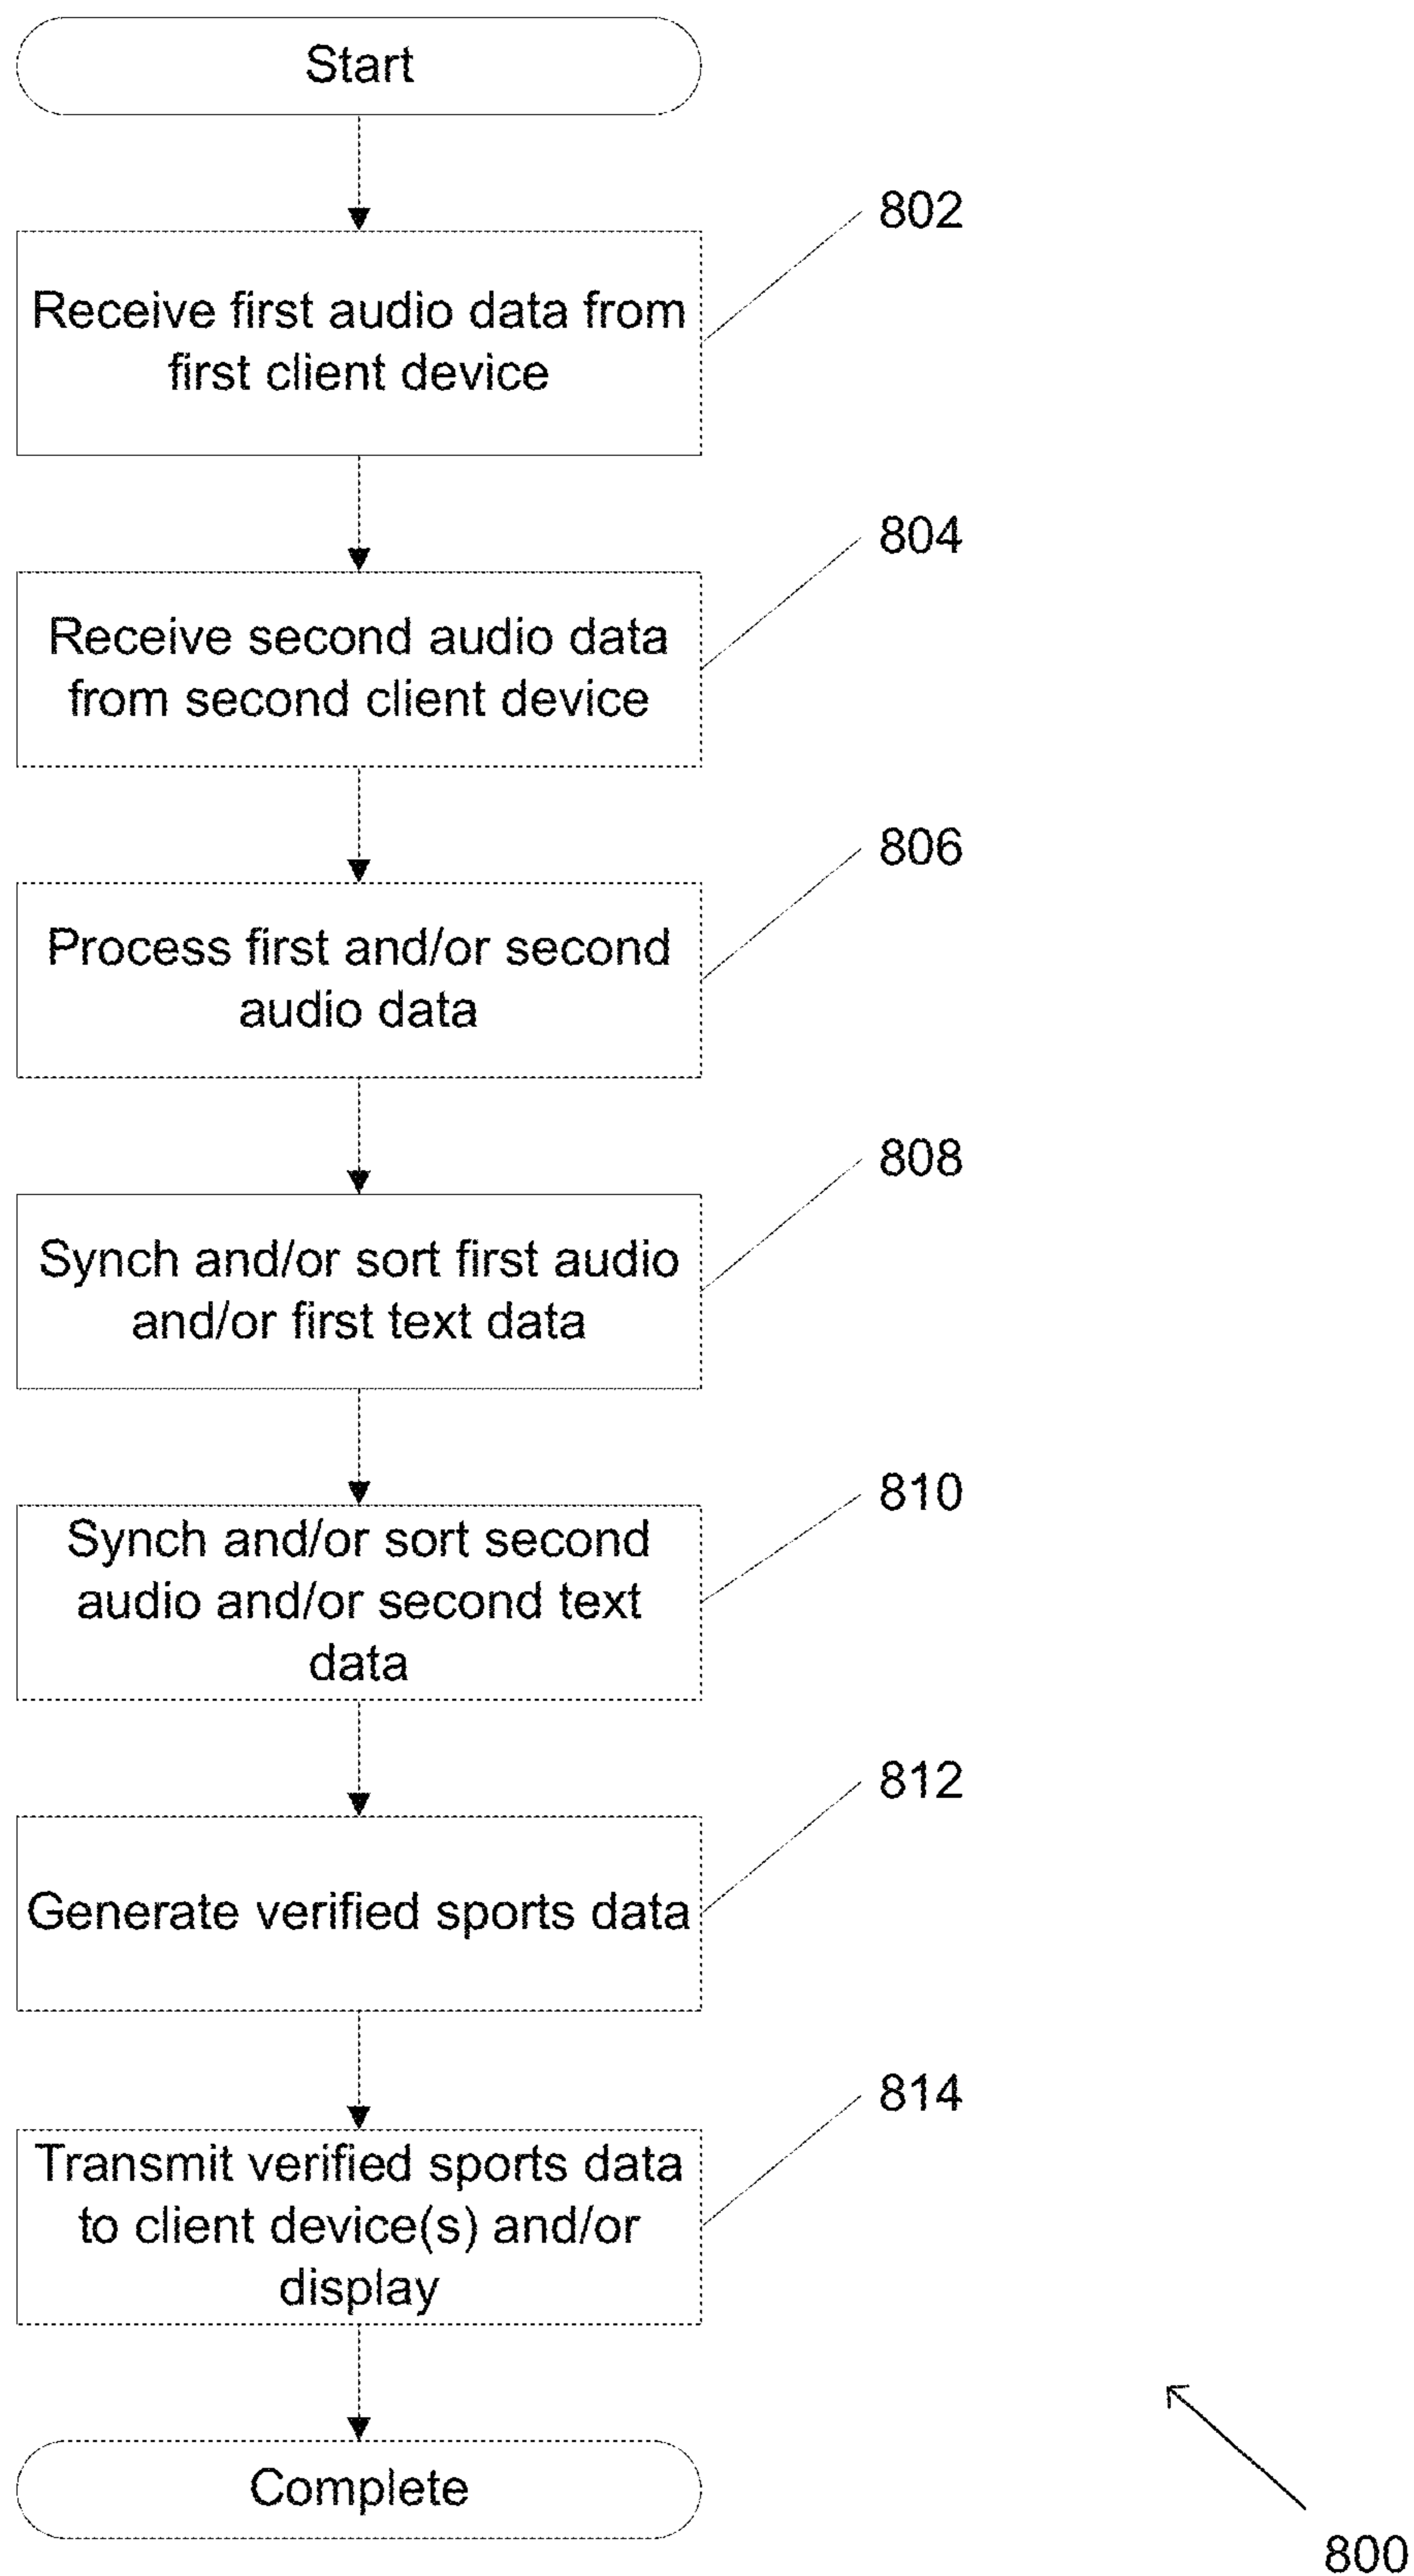 Start
802
Receive first audio data from
first client device
804
Receive second audio data
from second client device
806
Process first and/or second
audio data
808
Synch and/or sort first audio
and/or first text data
810
Synch and/or sort second
audio and/or second text
data
812
Generate verified sports data
814
Transmit verified sports data
to client device(s) and/or
display
Complete
800